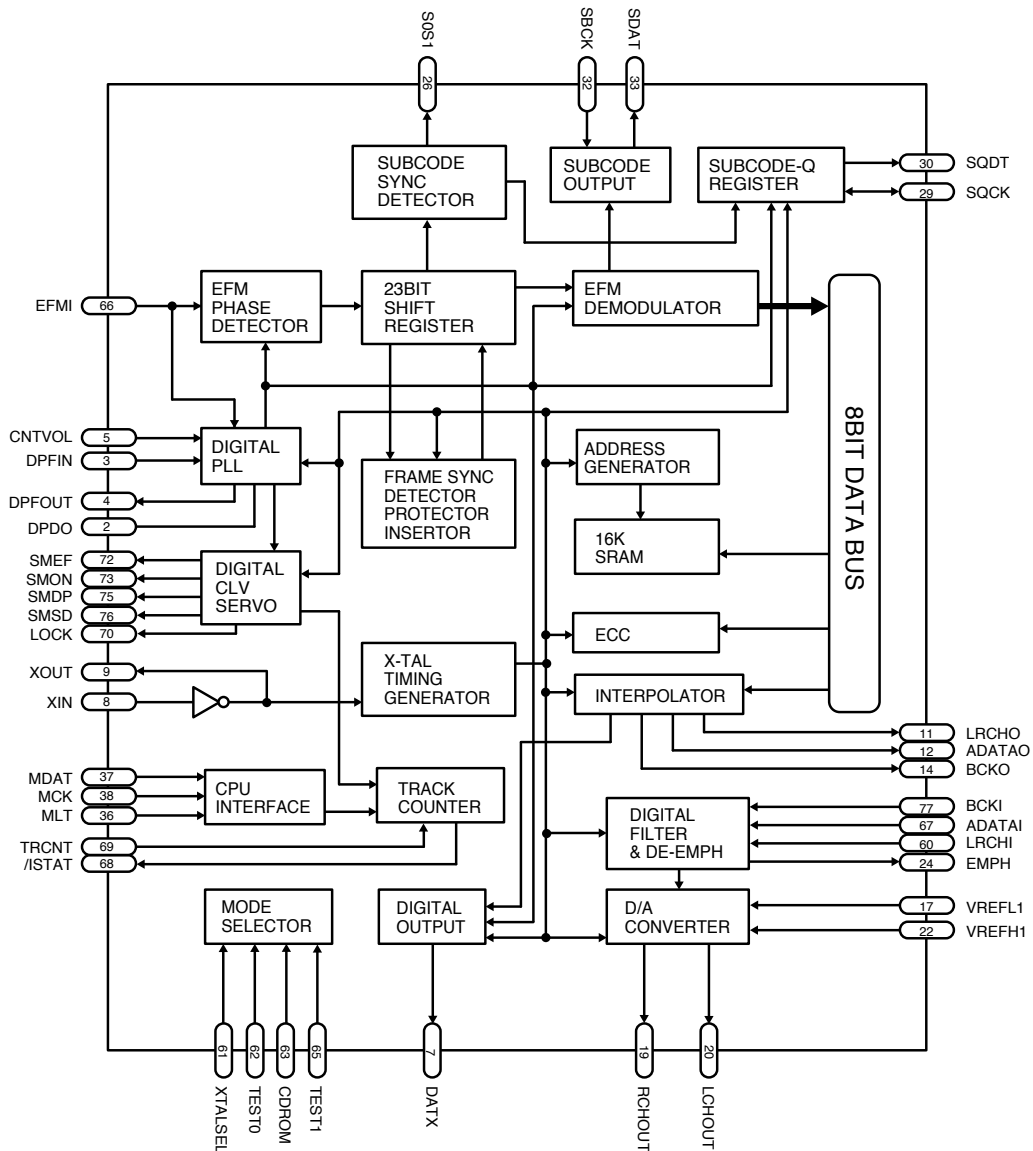 S0S1
SBCK
SDAT
26
32
33
SUBCODE
SYNC
DETECTOR
SUBCODE
OUTPUT
SUBCODE-Q
REGISTER
30 SQDT
29 SQCK
EFMI 66
EFM
PHASE
DETECTOR
23BIT
SHIFT
REGISTER
EFM
DEMODULATOR
8BIT DATA BUS
CNTVOL 5
DPFIN 3
DPFOUT 4
DPDO 2
DIGITAL
PLL
FRAME SYNC
DETECTOR
PROTECTOR
INSERTOR
ADDRESS
GENERATOR
16K
SRAM
SMEF 72
SMON 73
SMDP 75
SMSD 76
LOCK 70
DIGITAL
CLV
SERVO
ECC
XOUT 9
XIN 8
X-TAL
TIMING
GENERATOR
INTERPOLATOR
11 LRCHO
12 ADATAO
14 BCKO
MDAT 37
MCK 38
MLT 36
TRCNT 69
/ISTAT 68
CPU
INTERFACE
TRACK
COUNTER
DIGITAL
FILTER
& DE-EMPH
77 BCKI
67 ADATAI
60 LRCHI
24 EMPH
MODE
SELECTOR
DIGITAL
OUTPUT
D/A
CONVERTER
17 VREFL1
22 VREFH1
61
62
63
65
7
19
20
XTALSEL
TEST0
CDROM
TEST1
DATX
RCHOUT
LCHOUT